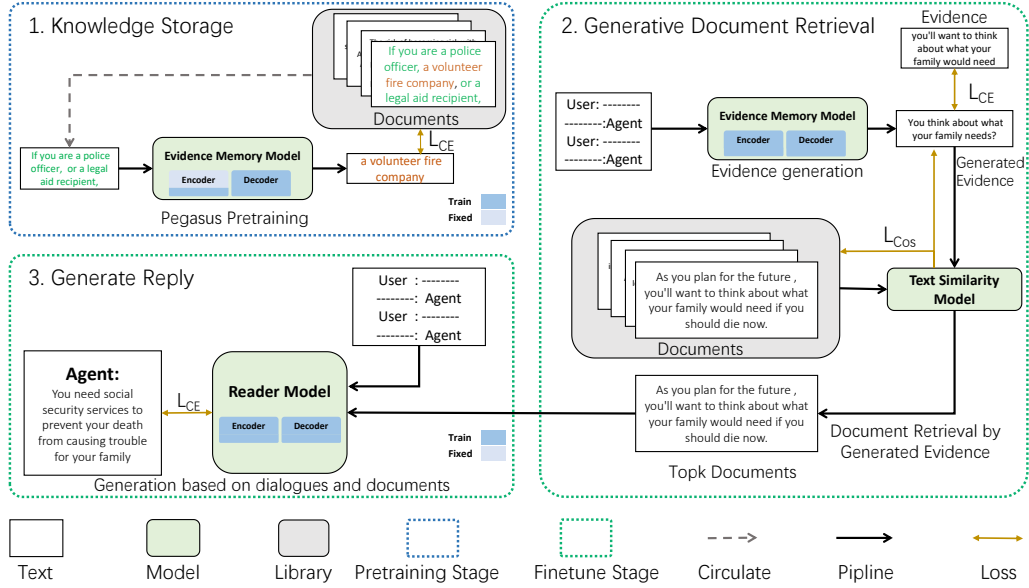 1. Knowledge Storage
If you are a police
officer, a volunteer
fire company, or a
legal aid recipient,
Documents
L_CE
If you are a police
officer, or a legal
aid recipient,
Evidence Memory Model
Encoder
Decoder
a volunteer fire
company
Pegasus Pretraining
Train
Fixed
2. Generative Document Retrieval
Evidence
you'll want to think
about what your
family would need
L_CE
User: --------
--------:Agent
User: --------
--------:Agent
Evidence Memory Model
Encoder
Decoder
Evidence generation
You think about what
your family needs?
Generated
Evidence
L_Cos
As you plan for the future ,
you'll want to think about what
your family would need if you
should die now.
Documents
Text Similarity
Model
As you plan for the future ,
you'll want to think about what
your family would need if you
should die now.
Topk Documents
Document Retrieval by
Generated Evidence
3. Generate Reply
User : --------
--------: Agent
User : --------
--------: Agent
Agent:
You need social
security services to
prevent your death
from causing trouble
for your family
L_CE
Reader Model
Encoder
Decoder
Train
Fixed
Generation based on dialogues and documents
Text
Model
Library
Pretraining Stage
Finetune Stage
Circulate
Pipline
Loss